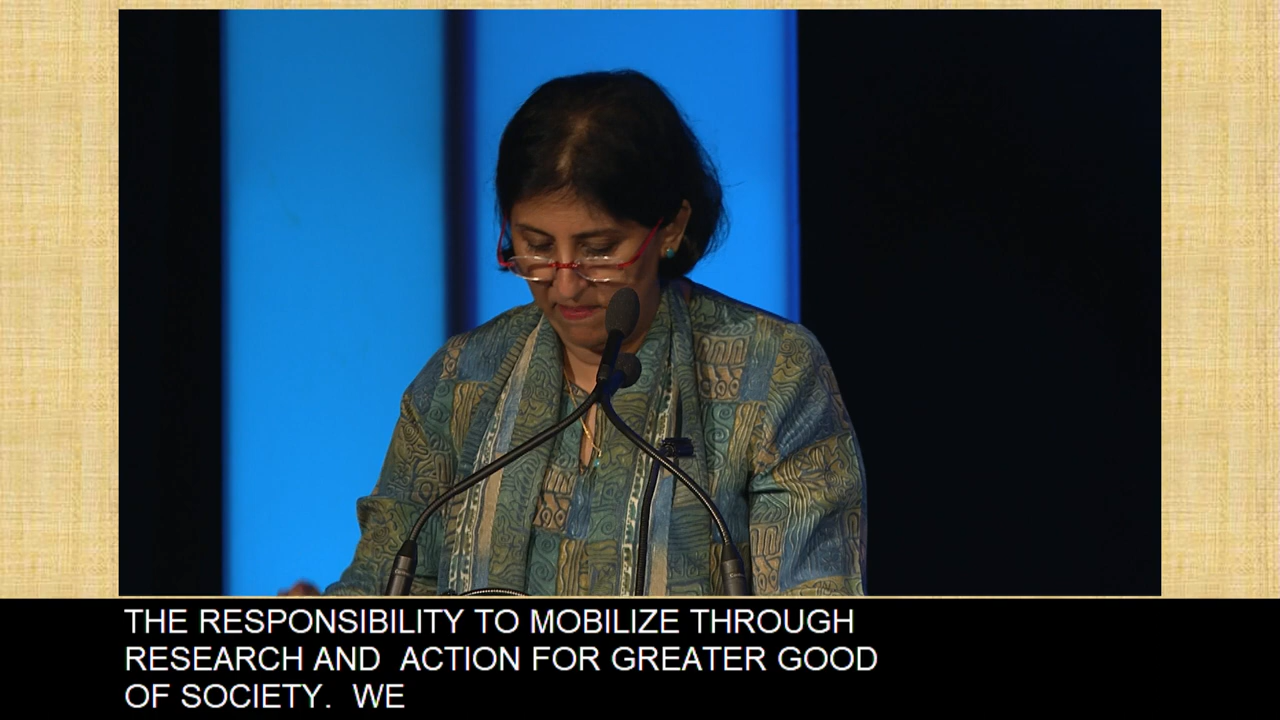 THE RESPONSIBILITY TO MOBILIZE THROUGH
RESEARCH AND  ACTION FOR GREATER GOOD
OF SOCIETY.  WE